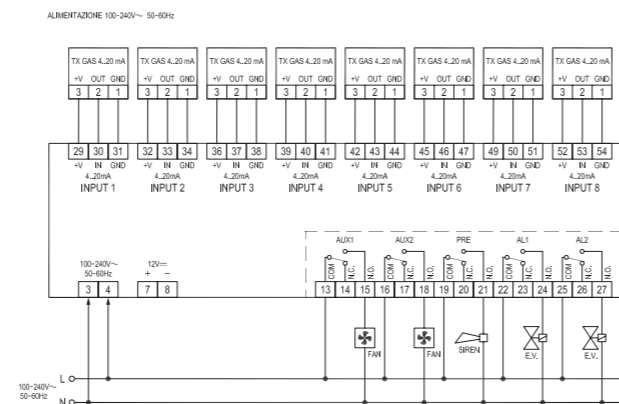 ALIMENTAZIONE 100-240V~ 50-60Hz
TX GAS 4..20 mA TX GAS 4..20 mA TX GAS 4..20 mA TX GAS 4..20 mA TX GAS 4..20 mA TX GAS 4..20 mA TX GAS 4..20 mA TX GAS 4..20 mA
+V OUT GND +V OUT GND +V OUT GND +V OUT GND +V OUT GND +V OUT GND +V OUT GND +V OUT GND
3 2 1 3 2 1 3 2 1 3 2 1 3 2 1 3 2 1 3 2 1 3 2 1
29 30 31 32 33 34 36 37 38 39 40 41 42 43 44 45 46 47 49 50 51 52 53 54
+V IN GND +V IN GND +V IN GND +V IN GND +V IN GND +V IN GND +V IN GND +V IN GND
4..20mA 4..20mA 4..20mA 4..20mA 4..20mA 4..20mA 4..20mA 4..20mA
INPUT 1 INPUT 2 INPUT 3 INPUT 4 INPUT 5 INPUT 6 INPUT 7 INPUT 8
AUX1 AUX2 PRE AL1 AL2
100-240V~ 12V⎓
50-60Hz + −
COM N.C. N.O. COM N.C. N.O. COM N.C. N.O. COM N.C. N.O. COM N.C. N.O.
3 4 7 8 13 14 15 16 17 18 19 20 21 22 23 24 25 26 27
FAN FAN SIREN E.V. E.V.
100-240V~ L
50-60Hz N